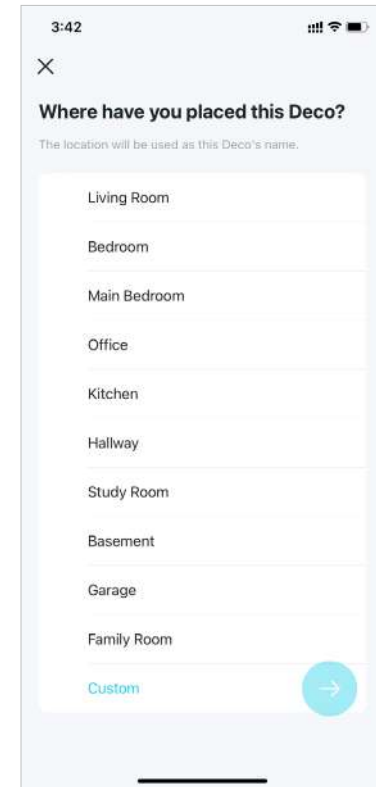 3:42
Where have you placed this Deco?
The location will be used as this Deco's name.
Living Room
Bedroom
Main Bedroom
Office
Kitchen
Hallway
Study Room
Basement
Garage
Family Room
Custom